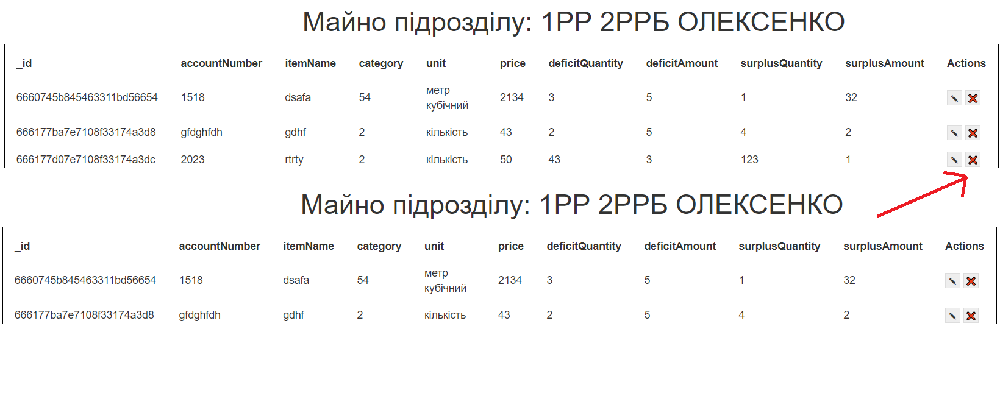 Майно підрозділу: 1РР 2РРБ ОЛЕКСЕНКО
_id accountNumber itemName category unit price deficitQuantity deficitAmount surplusQuantity surplusAmount Actions
6660745b845463311bd56654 1518 dsafa 54 метр кубічний 2134 3 5 1 32
666177ba7e7108f33174a3d8 gfdghfdh gdhf 2 кількість 43 2 5 4 2
666177d07e7108f33174a3dc 2023 rtrty 2 кількість 50 43 3 123 1
Майно підрозділу: 1РР 2РРБ ОЛЕКСЕНКО
_id accountNumber itemName category unit price deficitQuantity deficitAmount surplusQuantity surplusAmount Actions
6660745b845463311bd56654 1518 dsafa 54 метр кубічний 2134 3 5 1 32
666177ba7e7108f33174a3d8 gfdghfdh gdhf 2 кількість 43 2 5 4 2